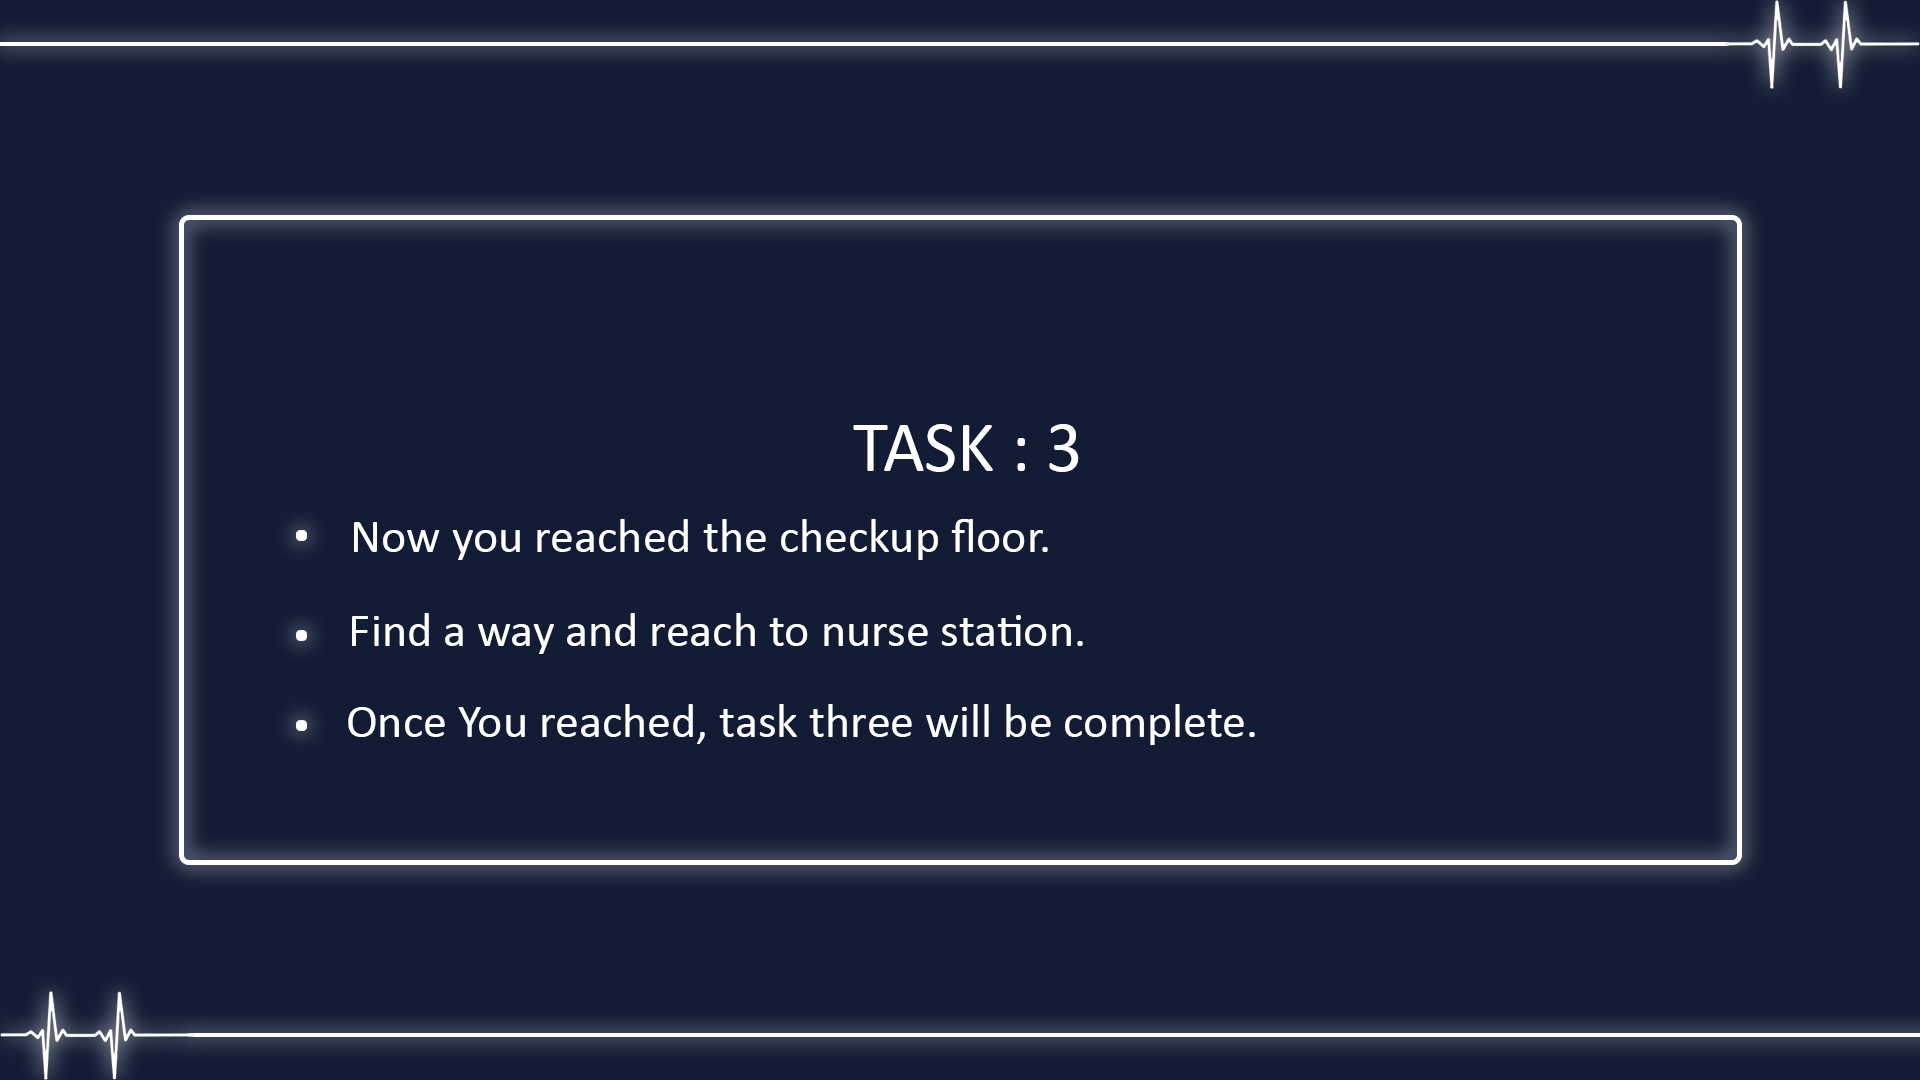 TASK : 3
• Now you reached the checkup floor.
• Find a way and reach to nurse station.
• Once You reached, task three will be complete.